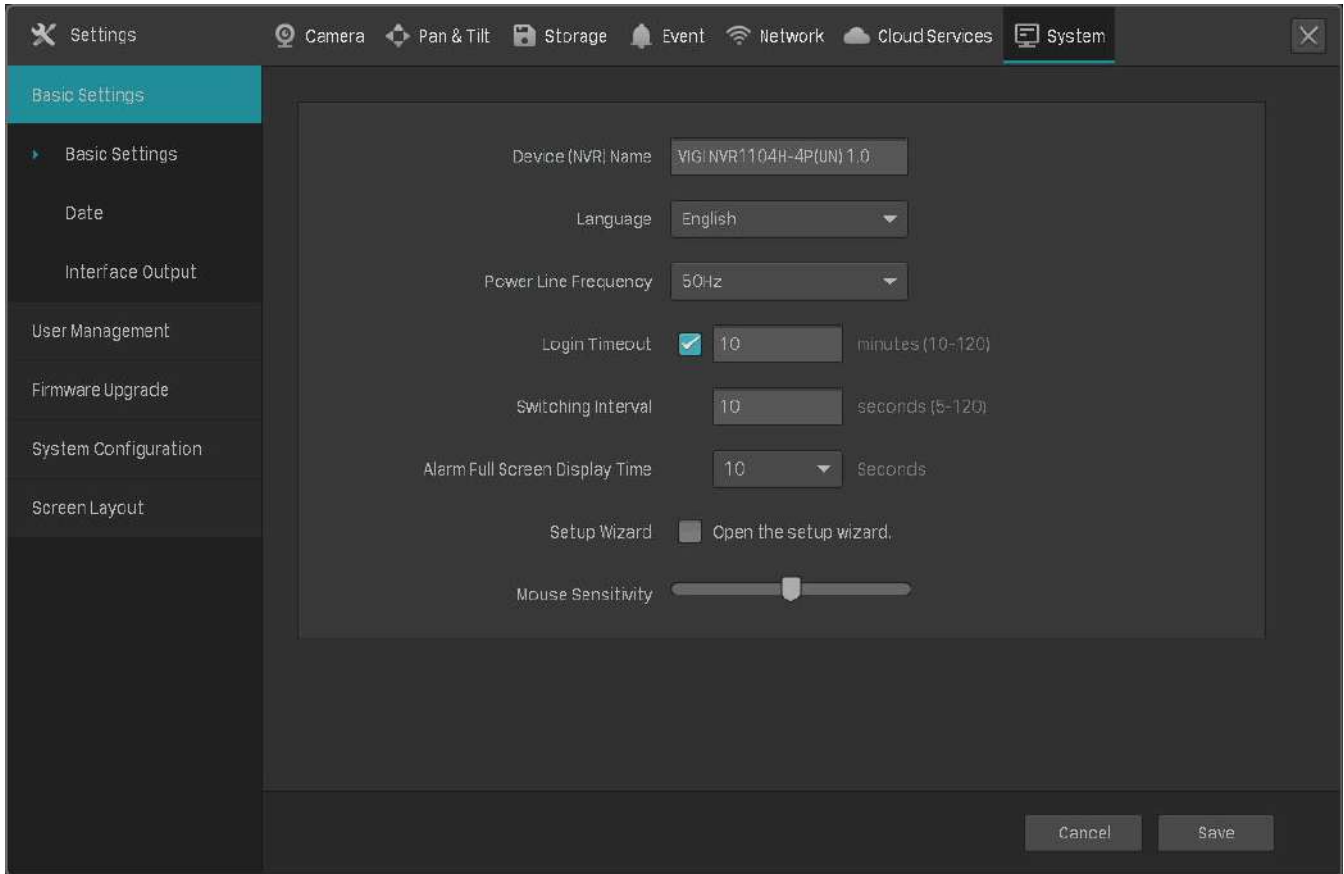 Settings
Camera
Pan & Tilt
Storage
Event
Network
Cloud Services
System
Basic Settings
Basic Settings
Date
Interface Output
User Management
Firmware Upgrade
System Configuration
Screen Layout
Device (NVR) Name VIGI NVR1104H-4P(UN) 1.0
Language English
Power Line Frequency 50Hz
Login Timeout 10 minutes (10-120)
Switching Interval 10 seconds (5-120)
Alarm Full Screen Display Time 10 Seconds
Setup Wizard Open the setup wizard.
Mouse Sensitivity
Cancel
Save